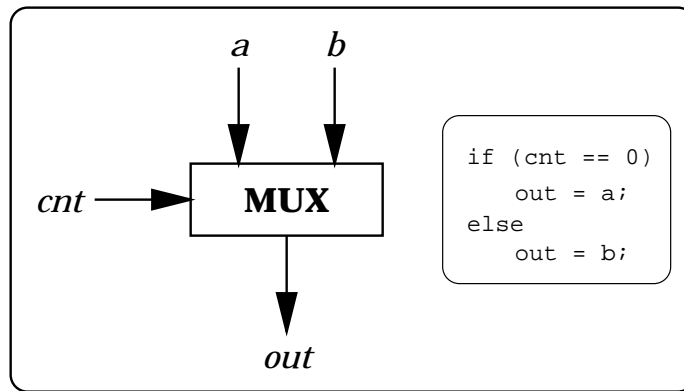 a b
cnt MUX
out
if (cnt == 0)
out = a;
else
out = b;